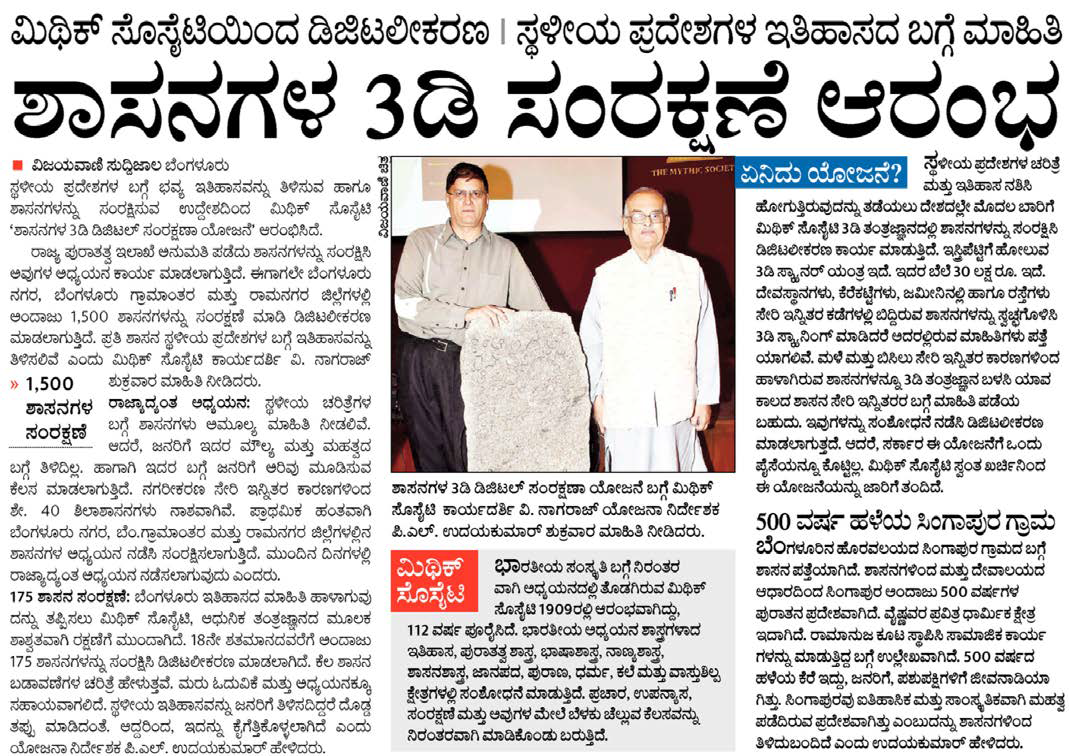 ಮಿಥಿಕ್ ಸೊಸೈಟಿಯಿಂದ ಡಿಜಿಟಲೀಕರಣ | ಸ್ಥಳೀಯ ಪ್ರದೇಶಗಳ ಇತಿಹಾಸದ ಬಗ್ಗೆ ಮಾಹಿತಿ
ಶಾಸನಗಳ 3ಡಿ ಸಂರಕ್ಷಣೆ ಆರಂಭ
■ ವಿಜಯವಾಣಿ ಸುದ್ದಿಜಾಲ ಬೆಂಗಳೂರು
ಸ್ಥಳೀಯ ಪ್ರದೇಶಗಳ ಬಗ್ಗೆ ಭವ್ಯ ಇತಿಹಾಸವನ್ನು ತಿಳಿಸುವ ಹಾಗೂ
ಶಾಸನಗಳನ್ನು ಸಂರಕ್ಷಿಸುವ ಉದ್ದೇಶದಿಂದ ಮಿಥಿಕ್ ಸೊಸೈಟಿ
‘ಶಾಸನಗಳ 3ಡಿ ಡಿಜಿಟಲ್ ಸಂರಕ್ಷಣಾ ಯೋಜನೆ’ ಆರಂಭಿಸಿದೆ.
ರಾಜ್ಯ ಪುರಾತತ್ವ ಇಲಾಖೆ ಅನುಮತಿ ಪಡೆದು ಶಾಸನಗಳನ್ನು ಸಂರಕ್ಷಿಸಿ
ಅವುಗಳ ಅಧ್ಯಯನ ಕಾರ್ಯ ಮಾಡಲಾಗುತ್ತಿದೆ. ಈಗಾಗಲೇ ಬೆಂಗಳೂರು
ನಗರ, ಬೆಂಗಳೂರು ಗ್ರಾಮಾಂತರ ಮತ್ತು ರಾಮನಗರ ಜಿಲ್ಲೆಗಳಲ್ಲಿ
ಅಂದಾಜು 1,500 ಶಾಸನಗಳನ್ನು ಸಂರಕ್ಷಣೆ ಮಾಡಿ ಡಿಜಿಟಲೀಕರಣ
ಮಾಡಲಾಗುತ್ತಿದೆ. ಪ್ರತಿ ಶಾಸನ ಸ್ಥಳೀಯ ಪ್ರದೇಶಗಳ ಬಗ್ಗೆ ಇತಿಹಾಸವನ್ನು
ತಿಳಿಸಲಿವೆ ಎಂದು ಮಿಥಿಕ್ ಸೊಸೈಟಿ ಕಾರ್ಯದರ್ಶಿ ವಿ. ನಾಗರಾಜ್
ಶುಕ್ರವಾರ ಮಾಹಿತಿ ನೀಡಿದರು.
» 1,500
ಶಾಸನಗಳ
ಸಂರಕ್ಷಣೆ
ರಾಜ್ಯಾದ್ಯಂತ ಅಧ್ಯಯನ: ಸ್ಥಳೀಯ ಚರಿತ್ರೆಗಳ
ಬಗ್ಗೆ ಶಾಸನಗಳು ಅಮೂಲ್ಯ ಮಾಹಿತಿ ನೀಡಲಿವೆ.
ಆದರೆ, ಜನರಿಗೆ ಇದರ ಮೌಲ್ಯ ಮತ್ತು ಮಹತ್ವದ
ಬಗ್ಗೆ ತಿಳಿದಿಲ್ಲ. ಹಾಗಾಗಿ ಇದರ ಬಗ್ಗೆ ಜನರಿಗೆ ಅರಿವು ಮೂಡಿಸುವ
ಕೆಲಸ ಮಾಡಲಾಗುತ್ತಿದೆ. ನಗರೀಕರಣ ಸೇರಿ ಇನ್ನಿತರ ಕಾರಣಗಳಿಂದ
ಶೇ. 40 ಶಿಲಾಶಾಸನಗಳು ನಾಶವಾಗಿವೆ. ಪ್ರಾಥಮಿಕ ಹಂತವಾಗಿ
ಬೆಂಗಳೂರು ನಗರ, ಬೆಂ.ಗ್ರಾಮಾಂತರ ಮತ್ತು ರಾಮನಗರ ಜಿಲ್ಲೆಗಳಲ್ಲಿನ
ಶಾಸನಗಳ ಅಧ್ಯಯನ ನಡೆಸಿ ಸಂರಕ್ಷಿಸಲಾಗುತ್ತಿದೆ. ಮುಂದಿನ ದಿನಗಳಲ್ಲಿ
ರಾಜ್ಯಾದ್ಯಂತ ಅಧ್ಯಯನ ನಡೆಸಲಾಗುವುದು ಎಂದರು.
175 ಶಾಸನ ಸಂರಕ್ಷಣೆ: ಬೆಂಗಳೂರು ಇತಿಹಾಸದ ಮಾಹಿತಿ ಹಾಳಾಗುವು
ದನ್ನು ತಪ್ಪಿಸಲು ಮಿಥಿಕ್ ಸೊಸೈಟಿ, ಆಧುನಿಕ ತಂತ್ರಜ್ಞಾನದ ಮೂಲಕ
ಶಾಶ್ವತವಾಗಿ ರಕ್ಷಣೆಗೆ ಮುಂದಾಗಿದೆ. 18ನೇ ಶತಮಾನದವರೆಗೆ ಅಂದಾಜು
175 ಶಾಸನಗಳನ್ನು ಸಂರಕ್ಷಿಸಿ ಡಿಜಿಟಲೀಕರಣ ಮಾಡಲಾಗಿದೆ. ಕೆಲ ಶಾಸನ
ಬಡಾವಣೆಗಳ ಚರಿತ್ರೆ ಹೇಳುತ್ತವೆ. ಮರು ಓದುವಿಕೆ ಮತ್ತು ಅಧ್ಯಯನಕ್ಕೂ
ಸಹಾಯವಾಗಲಿದೆ. ಸ್ಥಳೀಯ ಇತಿಹಾಸವನ್ನು ಜನರಿಗೆ ತಿಳಿಸದಿದ್ದರೆ ದೊಡ್ಡ
ತಪ್ಪು ಮಾಡಿದಂತೆ. ಆದ್ದರಿಂದ, ಇದನ್ನು ಕೈಗೆತ್ತಿಕೊಳ್ಳಲಾಗಿದೆ ಎಂದು
ಯೋಜನಾ ನಿರ್ದೇಶಕ ಪಿ.ಎಲ್. ಉದಯಕುಮಾರ್ ಹೇಳಿದರು.
ವಿಜಯವಾಣಿ ಚಿತ್ರ
THE MYTHIC SOCIET
ಶಾಸನಗಳ 3ಡಿ ಡಿಜಿಟಲ್ ಸಂರಕ್ಷಣಾ ಯೋಜನೆ ಬಗ್ಗೆ ಮಿಥಿಕ್
ಸೊಸೈಟಿ ಕಾರ್ಯದರ್ಶಿ ವಿ. ನಾಗರಾಜ್ ಯೋಜನಾ ನಿರ್ದೇಶಕ
ಪಿ.ಎಲ್. ಉದಯಕುಮಾರ್ ಶುಕ್ರವಾರ ಮಾಹಿತಿ ನೀಡಿದರು.
ಮಿಥಿಕ್
ಸೊಸೈಟಿ
ಭಾರತೀಯ ಸಂಸ್ಕೃತಿ ಬಗ್ಗೆ ನಿರಂತರ
ವಾಗಿ ಅಧ್ಯಯನದಲ್ಲಿ ತೊಡಗಿರುವ ಮಿಥಿಕ್
ಸೊಸೈಟಿ 1909ರಲ್ಲಿ ಆರಂಭವಾಗಿದ್ದು,
112 ವರ್ಷ ಪೂರೈಸಿದೆ. ಭಾರತೀಯ ಅಧ್ಯಯನ ಶಾಸ್ತ್ರಗಳಾದ
ಇತಿಹಾಸ, ಪುರಾತತ್ವಶಾಸ್ತ್ರ, ಭಾಷಾಶಾಸ್ತ್ರ, ನಾಣ್ಯಶಾಸ್ತ್ರ,
ಶಾಸನಶಾಸ್ತ್ರ, ಜಾನಪದ, ಪುರಾಣ, ಧರ್ಮ, ಕಲೆ ಮತ್ತು ವಾಸ್ತುಶಿಲ್ಪ
ಕ್ಷೇತ್ರಗಳಲ್ಲಿ ಸಂಶೋಧನೆ ಮಾಡುತ್ತಿದೆ. ಪ್ರಚಾರ, ಉಪನ್ಯಾಸ,
ಸಂರಕ್ಷಣೆ ಮತ್ತು ಅವುಗಳ ಮೇಲೆ ಬೆಳಕು ಚೆಲ್ಲುವ ಕೆಲಸವನ್ನು
ನಿರಂತರವಾಗಿ ಮಾಡಿಕೊಂಡು ಬರುತ್ತಿದೆ.
ಏನಿದು ಯೋಜನೆ?
ಸ್ಥಳೀಯ ಪ್ರದೇಶಗಳ ಚರಿತ್ರೆ
ಮತ್ತು ಇತಿಹಾಸ ನಶಿಸಿ
ಹೋಗುತ್ತಿರುವುದನ್ನು ತಡೆಯಲು ದೇಶದಲ್ಲೇ ಮೊದಲ ಬಾರಿಗೆ
ಮಿಥಿಕ್ ಸೊಸೈಟಿ 3ಡಿ ತಂತ್ರಜ್ಞಾನದಲ್ಲಿ ಶಾಸನಗಳನ್ನು ಸಂರಕ್ಷಿಸಿ
ಡಿಜಿಟಲೀಕರಣ ಕಾರ್ಯ ಮಾಡುತ್ತಿದೆ. ಇಸ್ತ್ರಿಪೆಟ್ಟಿಗೆ ಹೋಲುವ
3ಡಿ ಸ್ಕ್ಯಾನರ್ ಯಂತ್ರ ಇದೆ. ಇದರ ಬೆಲೆ 30 ಲಕ್ಷ ರೂ. ಇದೆ.
ದೇವಸ್ಥಾನಗಳು, ಕೆರೆಕಟ್ಟೆಗಳು, ಜಮೀನಿನಲ್ಲಿ ಹಾಗೂ ರಸ್ತೆಗಳು
ಸೇರಿ ಇನ್ನಿತರ ಕಡೆಗಳಲ್ಲಿ ಬಿದ್ದಿರುವ ಶಾಸನಗಳನ್ನು ಸ್ವಚ್ಛಗೊಳಿಸಿ
3ಡಿ ಸ್ಕ್ಯಾನಿಂಗ್ ಮಾಡಿದರೆ ಅದರಲ್ಲಿರುವ ಮಾಹಿತಿಗಳು ಪತ್ತೆ
ಯಾಗಲಿವೆ. ಮಳೆ ಮತ್ತು ಬಿಸಿಲು ಸೇರಿ ಇನ್ನಿತರ ಕಾರಣಗಳಿಂದ
ಹಾಳಾಗಿರುವ ಶಾಸನಗಳನ್ನೂ 3ಡಿ ತಂತ್ರಜ್ಞಾನ ಬಳಸಿ ಯಾವ
ಕಾಲದ ಶಾಸನ ಸೇರಿ ಇನ್ನಿತರರ ಬಗ್ಗೆ ಮಾಹಿತಿ ಪಡೆಯ
ಬಹುದು. ಇವುಗಳನ್ನು ಸಂಶೋಧನೆ ನಡೆಸಿ ಡಿಜಿಟಲೀಕರಣ
ಮಾಡಲಾಗುತ್ತದೆ. ಆದರೆ, ಸರ್ಕಾರ ಈ ಯೋಜನೆಗೆ ಒಂದು
ಪೈಸೆಯನ್ನೂ ಕೊಟ್ಟಿಲ್ಲ. ಮಿಥಿಕ್ ಸೊಸೈಟಿ ಸ್ವಂತ ಖರ್ಚಿನಿಂದ
ಈ ಯೋಜನೆಯನ್ನು ಜಾರಿಗೆ ತಂದಿದೆ.
500 ವರ್ಷ ಹಳೆಯ ಸಿಂಗಾಪುರ ಗ್ರಾಮ
ಬೆಂಗಳೂರಿನ ಹೊರವಲಯದ ಸಿಂಗಾಪುರ ಗ್ರಾಮದ ಬಗ್ಗೆ
ಶಾಸನ ಪತ್ತೆಯಾಗಿದೆ. ಶಾಸನಗಳಿಂದ ಮತ್ತು ದೇವಾಲಯದ
ಆಧಾರದಿಂದ ಸಿಂಗಾಪುರ ಅಂದಾಜು 500 ವರ್ಷಗಳ
ಪುರಾತನ ಪ್ರದೇಶವಾಗಿದೆ. ವೈಷ್ಣವರ ಪವಿತ್ರ ಧಾರ್ಮಿಕ ಕ್ಷೇತ್ರ
ಇದಾಗಿದೆ. ರಾಮಾನುಜ ಕೂಟ ಸ್ಥಾಪಿಸಿ ಸಾಮಾಜಿಕ ಕಾರ್ಯ
ಗಳನ್ನು ಮಾಡುತ್ತಿದ್ದ ಬಗ್ಗೆ ಉಲ್ಲೇಖವಾಗಿದೆ. 500 ವರ್ಷದ
ಹಳೆಯ ಕೆರೆ ಇದ್ದು, ಜನರಿಗೆ, ಪಶುಪಕ್ಷಿಗಳಿಗೆ ಜೀವನಾಡಿಯಾ
ಗಿತ್ತು. ಸಿಂಗಾಪುರವು ಐತಿಹಾಸಿಕ ಮತ್ತು ಸಾಂಸ್ಕೃತಿಕವಾಗಿ ಮಹತ್ವ
ಪಡೆದಿರುವ ಪ್ರದೇಶವಾಗಿತ್ತು ಎಂಬುದನ್ನು ಶಾಸನಗಳಿಂದ
ತಿಳಿದುಬಂದಿದೆ ಎಂದು ಉದಯಕುಮಾರ್ ಹೇಳಿದರು.